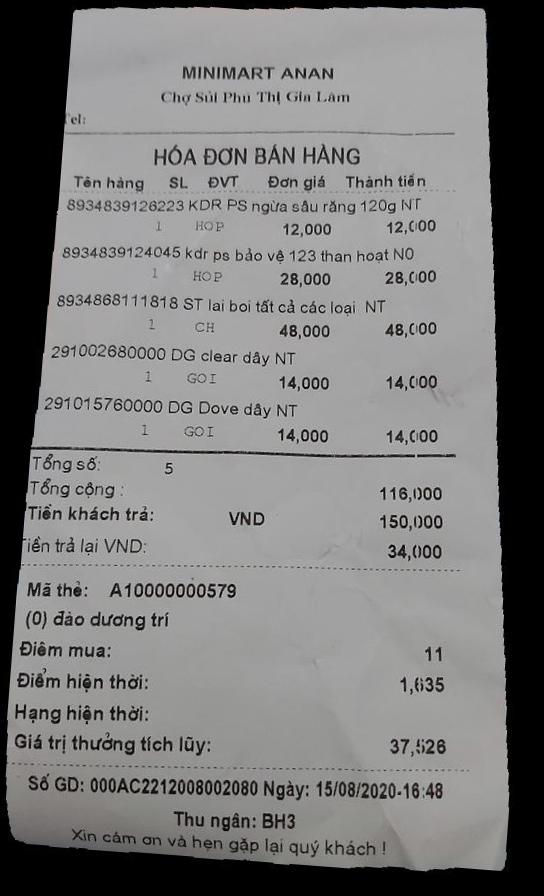 MINIMART ANAN
Chợ Sủi Phú Thị Gia Lâm
Tel:
HÓA ĐƠN BÁN HÀNG
Tên hàng SL ĐVT Đơn giá Thành tiền
8934839126223 KDR PS ngừa sâu răng 120g NT
1 HOP 12,000 12,000
8934839124045 kdr ps bảo vệ 123 than hoạt N0
1 HOP 28,000 28,000
8934868111818 ST lai boi tất cả các loại NT
1 CH 48,000 48,000
291002680000 DG clear dây NT
1 GOI 14,000 14,000
291015760000 DG Dove dây NT
1 GOI 14,000 14,000
Tổng số: 5
Tổng cộng : 116,000
Tiền khách trả: VND 150,000
Tiền trả lại VND: 34,000
Mã thẻ: A10000000579
(0) đào dương trí
Điểm mua: 11
Điểm hiện thời: 1,635
Hạng hiện thời:
Giá trị thưởng tích lũy: 37,526
Số GD: 000AC2212008002080 Ngày: 15/08/2020-16:48
Thu ngân: BH3
Xin cám ơn và hẹn gặp lại quý khách !